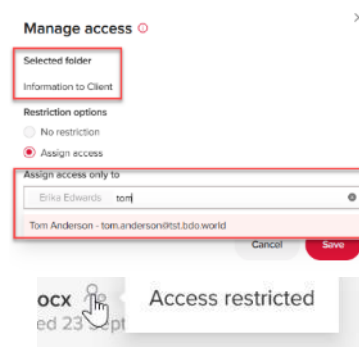 Manage access
Selected folder
Information to Client
Restriction options
No restriction
Assign access
Assign access only to
Erika Edwards tom
Tom Anderson - tom.anderson@tst.bdo.world
Cancel Save
ocx Access restricted
ed 23 Sept